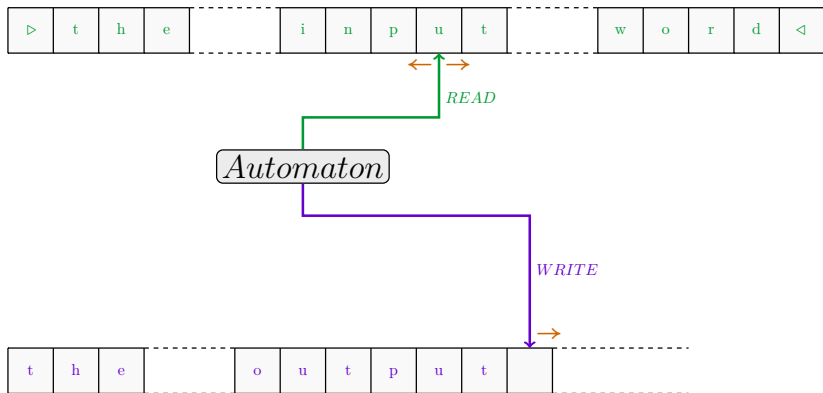 ▷ t h e i n p u t w o r d ◁
READ
Automaton
WRITE
t h e o u t p u t